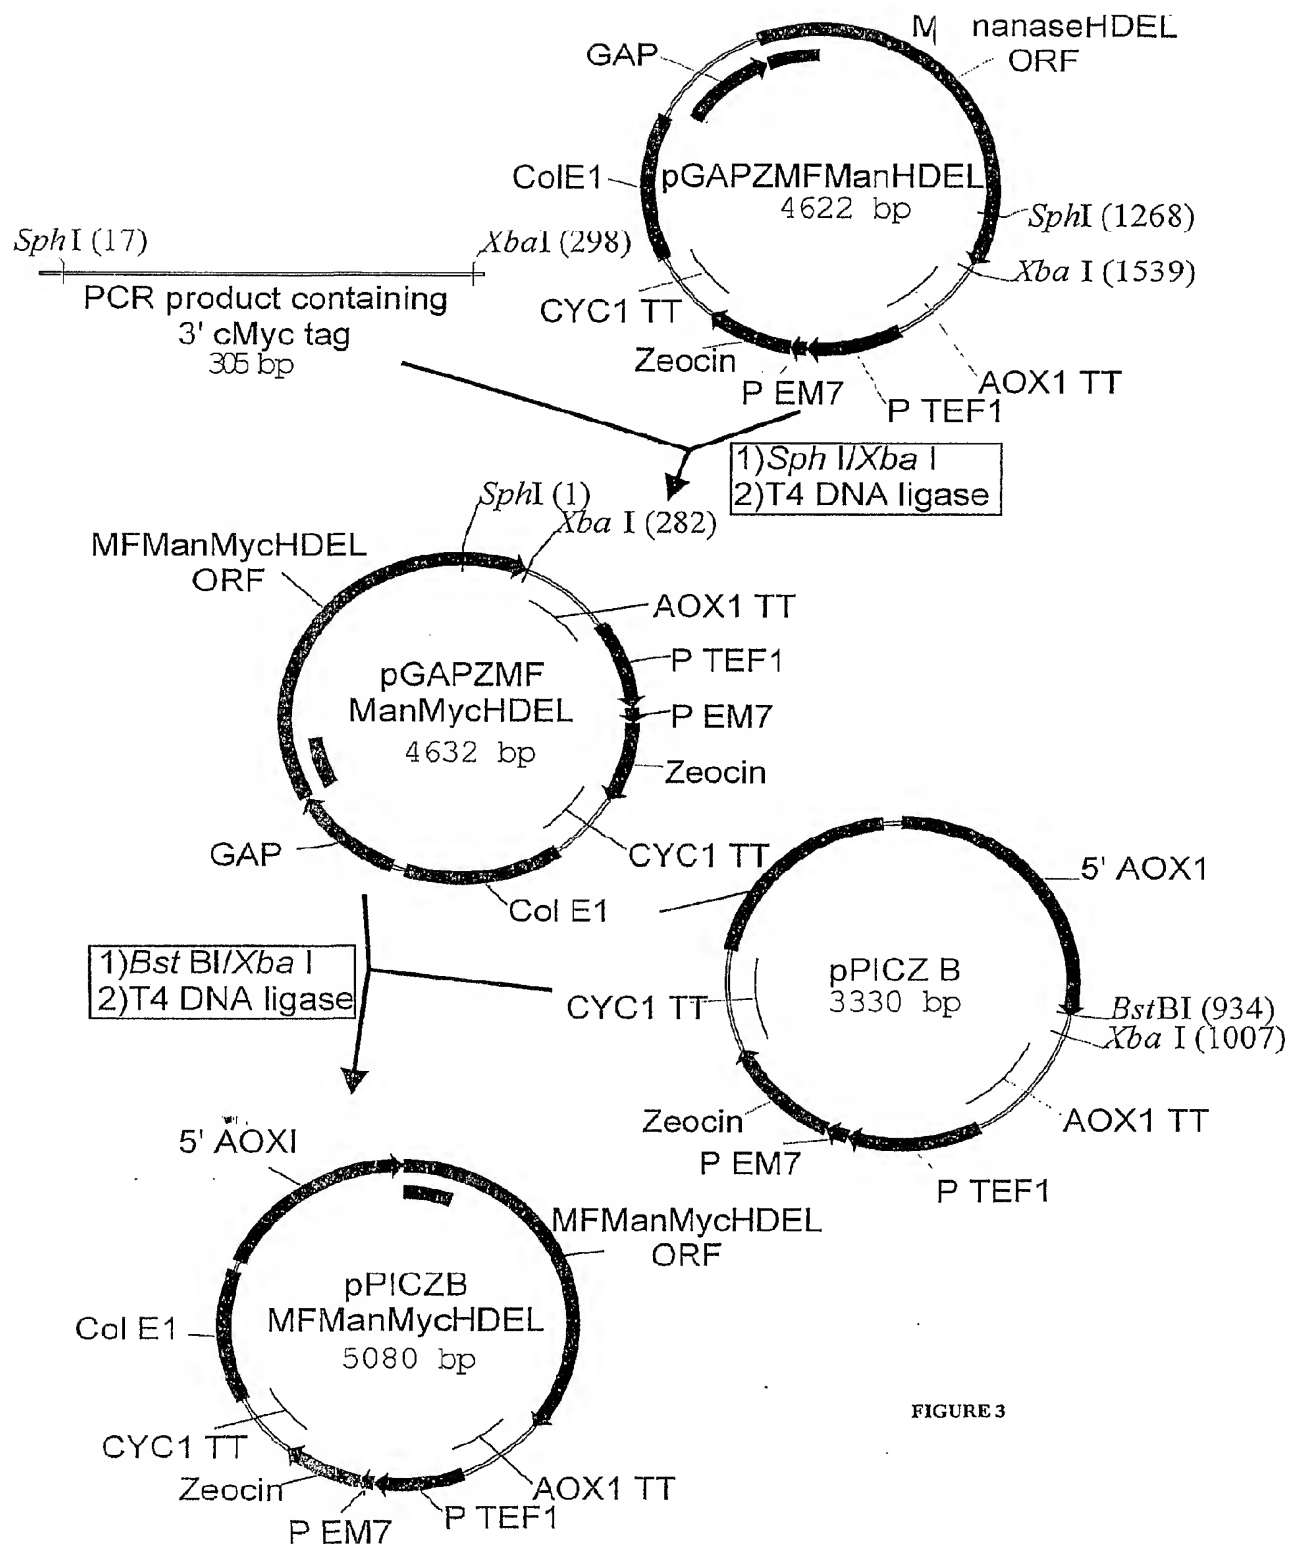 M nanaseHDEL
ORF
GAP
ColE1
pGAPZMFManHDEL
4622 bp
SphI (1268)
Xba I (1539)
SphI (17)
XbaI (298)
PCR product containing
3' cMyc tag
305 bp
CYC1 TT
Zeocin
P EM7
P TEF1
AOX1 TT
1)Sph I/Xba I
2)T4 DNA ligase
SphI (1)
Xba I (282)
MFManMycHDEL
ORF
AOX1 TT
P TEF1
pGAPZMF
ManMycHDEL
4632 bp
P EM7
Zeocin
GAP
CYC1 TT
Col E1
5' AOX1
1)Bst BI/Xba I
2)T4 DNA ligase
pPICZ B
3330 bp
CYC1 TT
BstBI (934)
Xba I (1007)
Zeocin
AOX1 TT
P EM7
P TEF1
5' AOXI
MFManMycHDEL
ORF
pPICZB
MFManMycHDEL
5080 bp
Col E1
CYC1 TT
Zeocin
AOX1 TT
P EM7
P TEF1
FIGURE 3